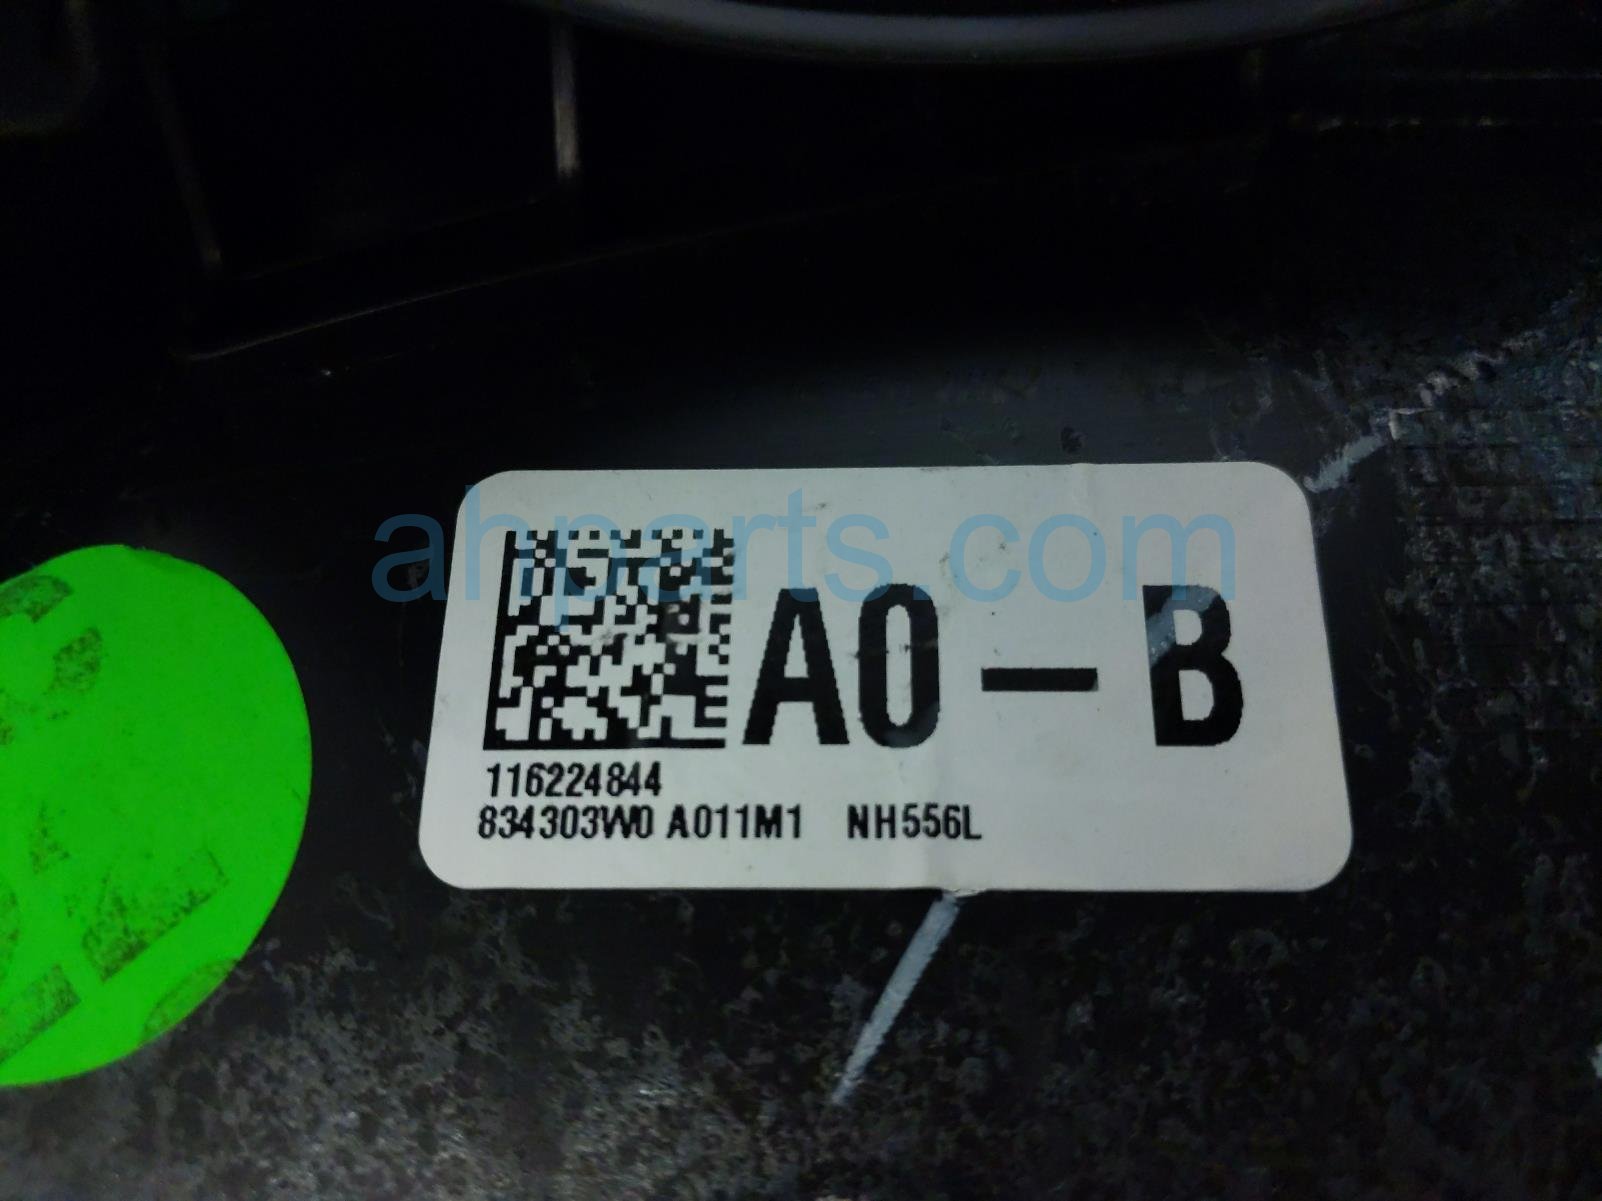 ahparts.com
A0-B
116224844
834303W0 A011M1 NH556L